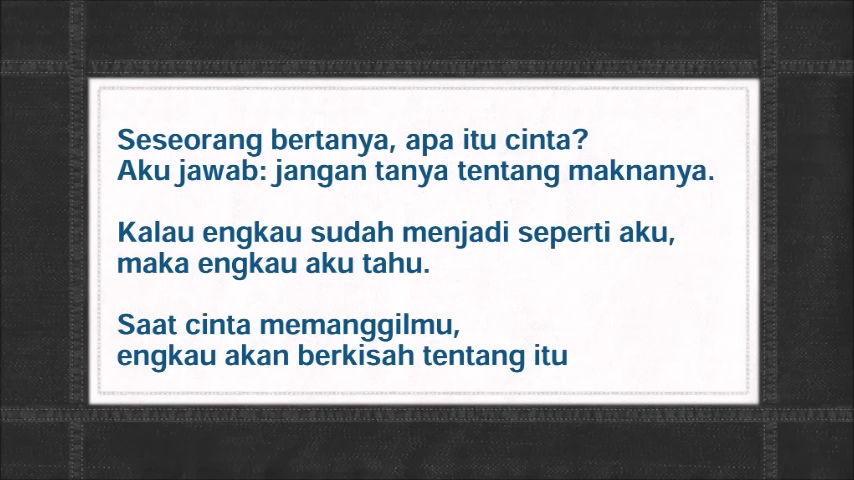 Seseorang bertanya, apa itu cinta?
Aku jawab: jangan tanya tentang maknanya.
Kalau engkau sudah menjadi seperti aku,
maka engkau aku tahu.
Saat cinta memanggilmu,
engkau akan berkisah tentang itu